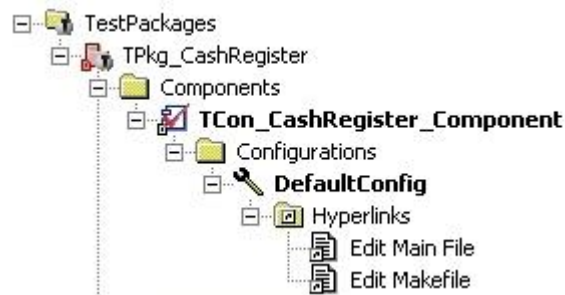 TestPackages
TPkg_CashRegister
Components
TCon_CashRegister_Component
Configurations
DefaultConfig
Hyperlinks
Edit Main File
Edit Makefile